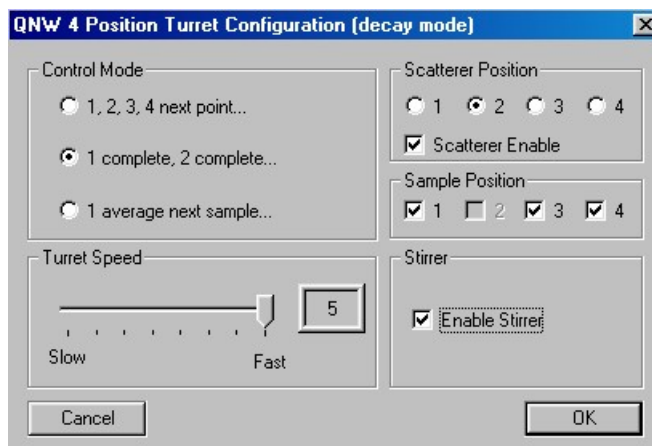 QNW 4 Position Turret Configuration (decay mode)
Control Mode
1, 2, 3, 4 next point...
1 complete, 2 complete...
1 average next sample...
Scatterer Position
1 2 3 4
Scatterer Enable
Sample Position
1 2 3 4
Turret Speed
5
Slow Fast
Stirrer
Enable Stirrer
Cancel OK